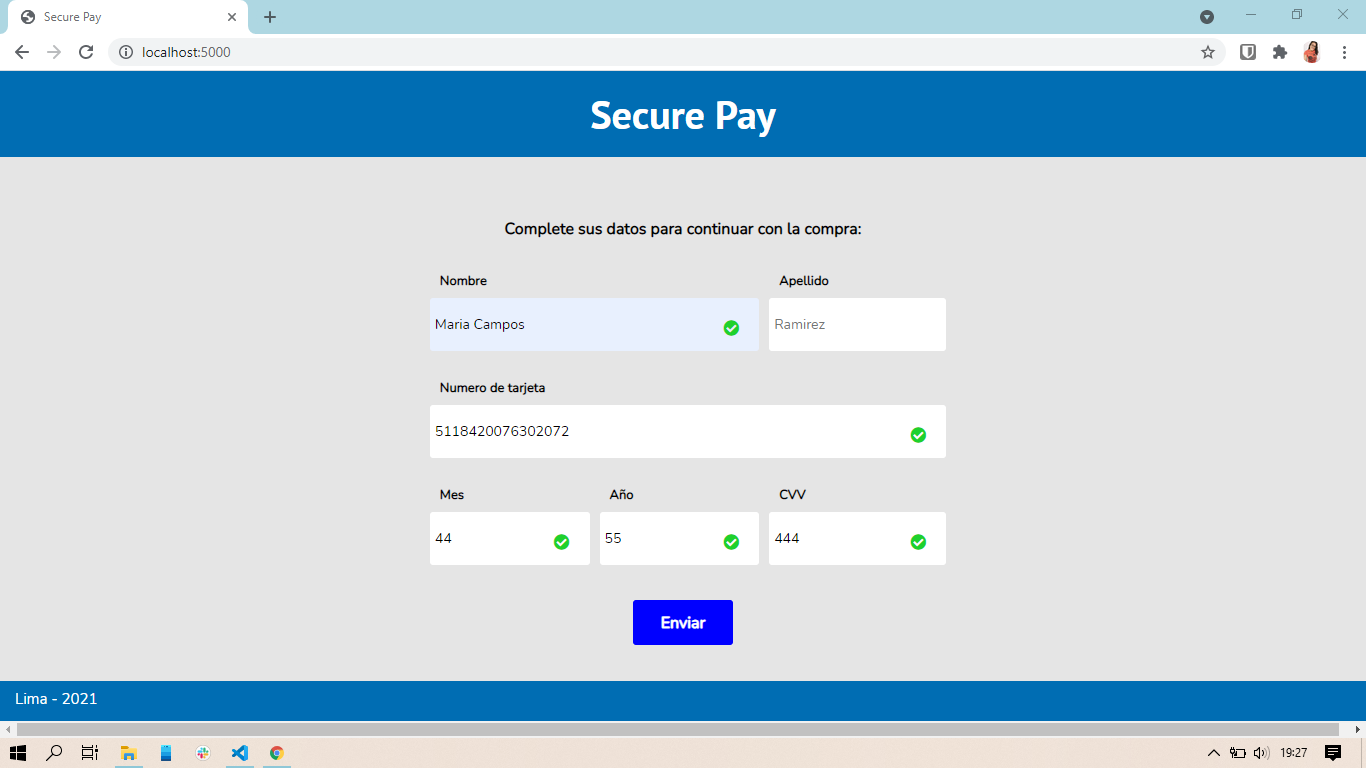 Secure Pay
localhost:5000
Secure Pay
Complete sus datos para continuar con la compra:
Nombre Apellido
Maria Campos Ramirez
Numero de tarjeta
5118420076302072
Mes Año CVV
44 55 444
Enviar
Lima - 2021
19:27